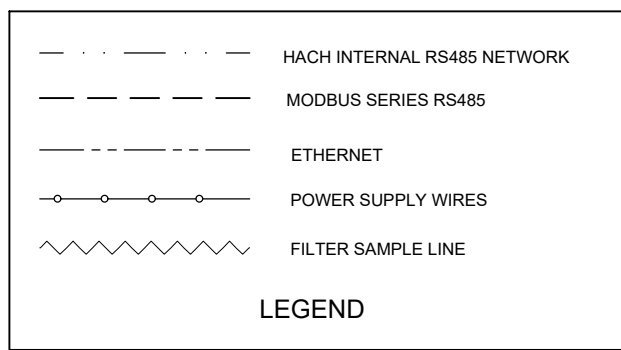 HACH INTERNAL RS485 NETWORK
MODBUS SERIES RS485
ETHERNET
POWER SUPPLY WIRES
FILTER SAMPLE LINE
LEGEND